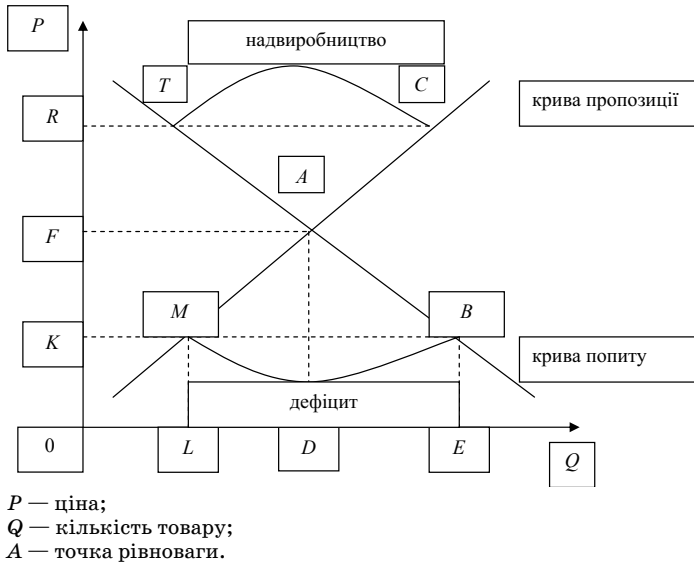 P
надвиробництво
T
C
крива пропозиції
R
A
F
M
B
K
крива попиту
дефіцит
0
L
D
E
Q
P — ціна;
Q — кількість товару;
A — точка рівноваги.